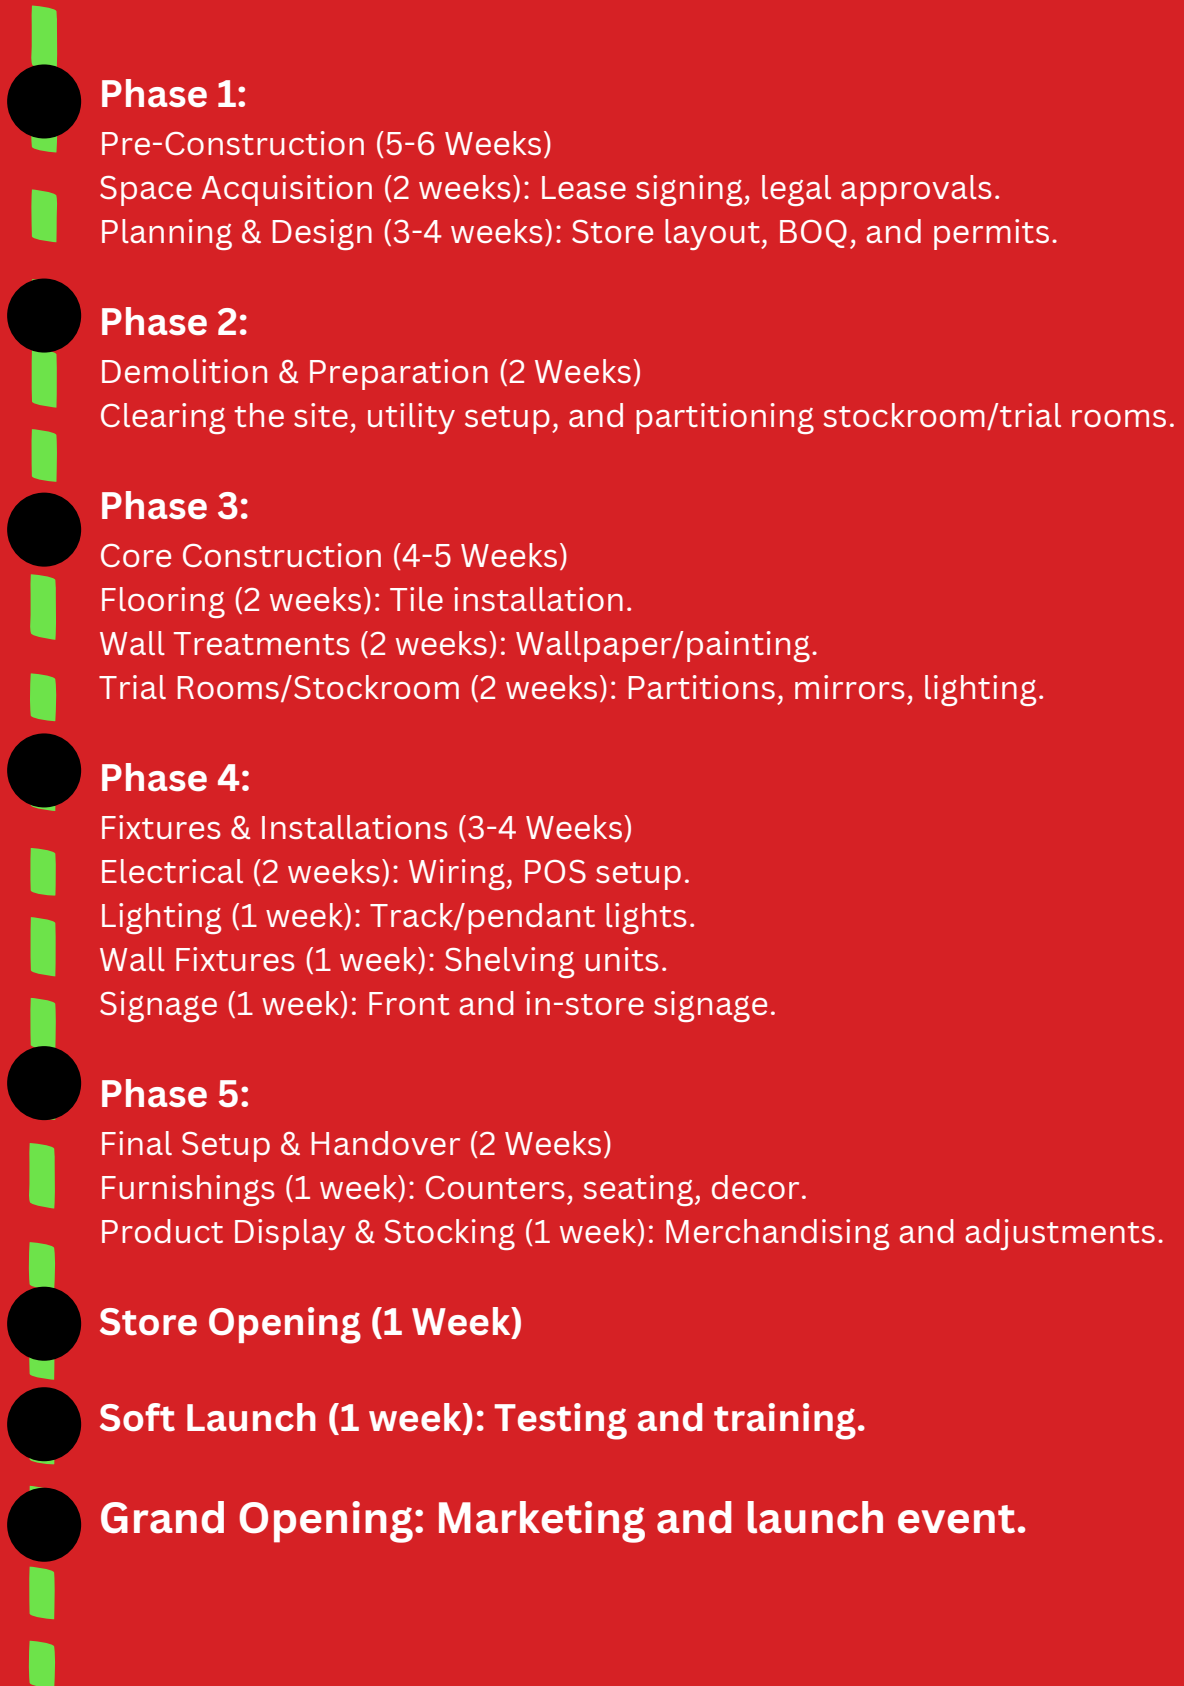 Phase 1:
Pre-Construction (5-6 Weeks)
Space Acquisition (2 weeks): Lease signing, legal approvals.
Planning & Design (3-4 weeks): Store layout, BOQ, and permits.
Phase 2:
Demolition & Preparation (2 Weeks)
Clearing the site, utility setup, and partitioning stockroom/trial rooms.
Phase 3:
Core Construction (4-5 Weeks)
Flooring (2 weeks): Tile installation.
Wall Treatments (2 weeks): Wallpaper/painting.
Trial Rooms/Stockroom (2 weeks): Partitions, mirrors, lighting.
Phase 4:
Fixtures & Installations (3-4 Weeks)
Electrical (2 weeks): Wiring, POS setup.
Lighting (1 week): Track/pendant lights.
Wall Fixtures (1 week): Shelving units.
Signage (1 week): Front and in-store signage.
Phase 5:
Final Setup & Handover (2 Weeks)
Furnishings (1 week): Counters, seating, decor.
Product Display & Stocking (1 week): Merchandising and adjustments.
Store Opening (1 Week)
Soft Launch (1 week): Testing and training.
Grand Opening: Marketing and launch event.